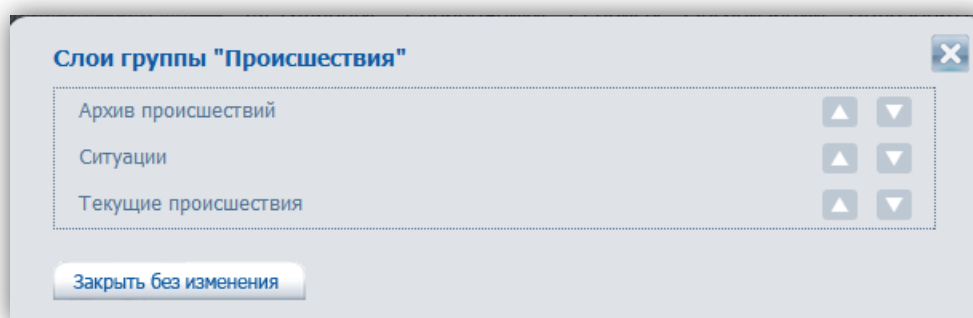 Слои группы "Происшествия"
Архив происшествий
Ситуации
Текущие происшествия
Закрыть без изменения